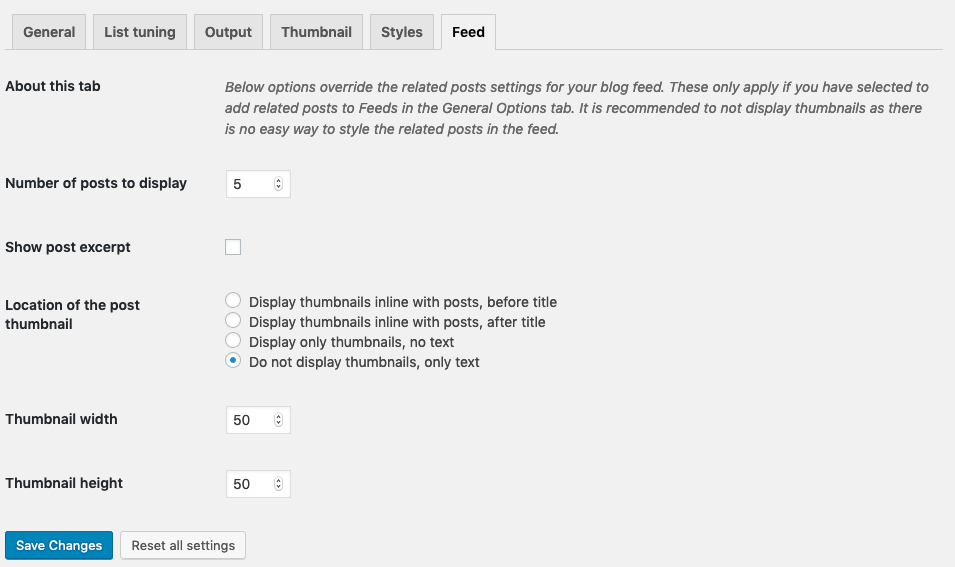 General
List tuning
Output
Thumbnail
Styles
Feed
About this tab
Below options override the related posts settings for your blog feed. These only apply if you have selected to
add related posts to Feeds in the General Options tab. It is recommended to not display thumbnails as there
is no easy way to style the related posts in the feed.
Number of posts to display
5
Show post excerpt
Location of the post
thumbnail
Display thumbnails inline with posts, before title
Display thumbnails inline with posts, after title
Display only thumbnails, no text
Do not display thumbnails, only text
Thumbnail width
50
Thumbnail height
50
Save Changes
Reset all settings